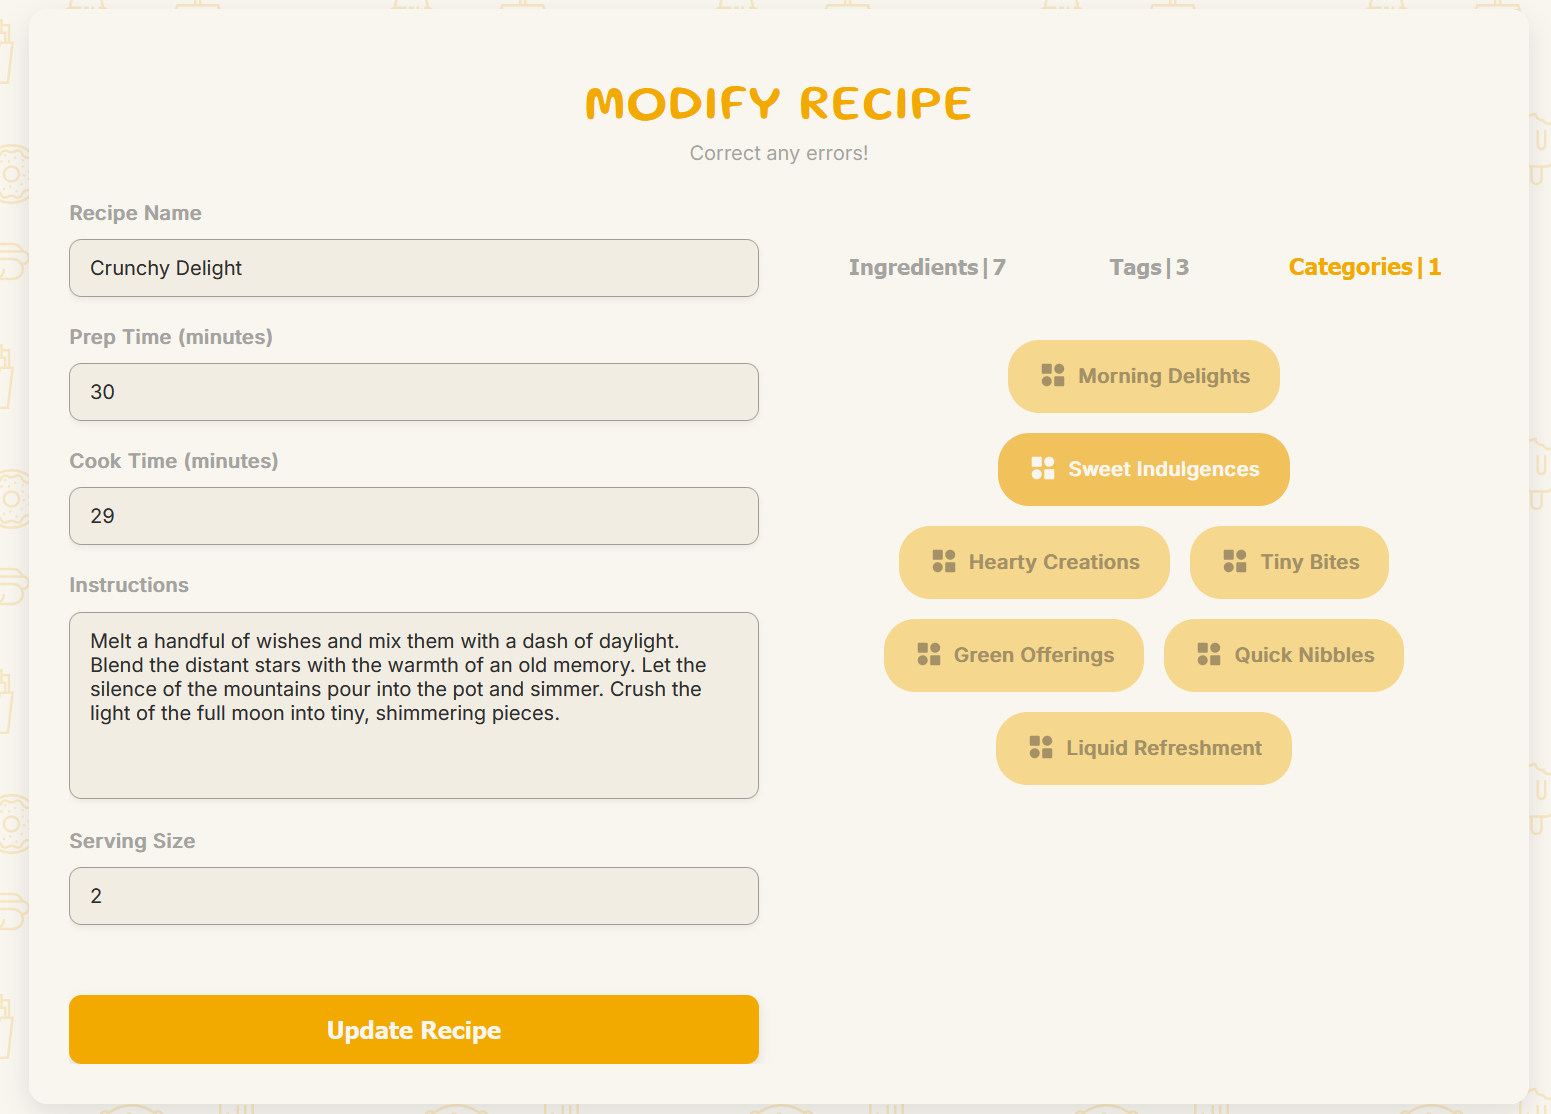 MODIFY RECIPE
Correct any errors!
Recipe Name
Crunchy Delight
Prep Time (minutes)
30
Cook Time (minutes)
29
Instructions
Melt a handful of wishes and mix them with a dash of daylight.
Blend the distant stars with the warmth of an old memory. Let the
silence of the mountains pour into the pot and simmer. Crush the
light of the full moon into tiny, shimmering pieces.
Serving Size
2
Update Recipe
Ingredients|7
Tags|3
Categories|1
Morning Delights
Sweet Indulgences
Hearty Creations
Tiny Bites
Green Offerings
Quick Nibbles
Liquid Refreshment